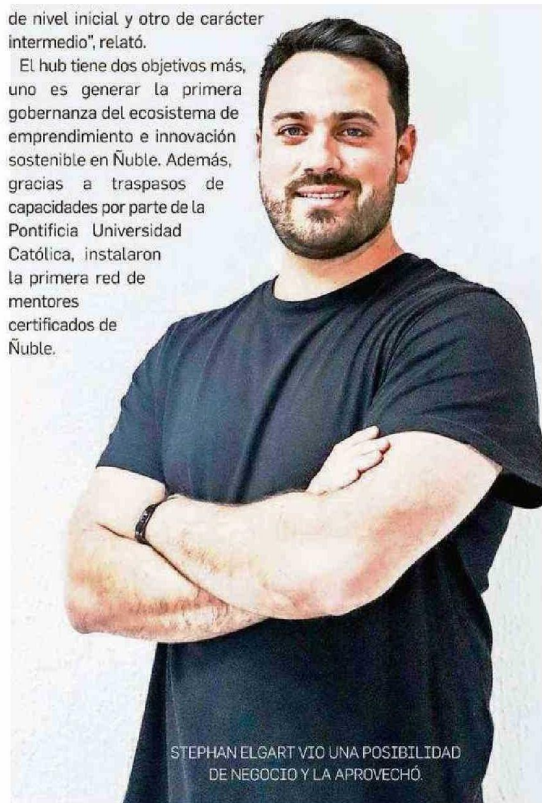 de nivel inicial y otro de carácter
intermedio”, relató.
El hub tiene dos objetivos más,
uno es generar la primera
gobernanza del ecosistema de
emprendimiento e innovación
sostenible en Ñuble. Además,
gracias a traspasos de
capacidades por parte de la
Pontificia Universidad
Católica, instalaron
la primera red de
mentores
certificados de
Ñuble.
STEPHAN ELGART VIO UNA POSIBILIDAD
DE NEGOCIO Y LA APROVECHÓ.